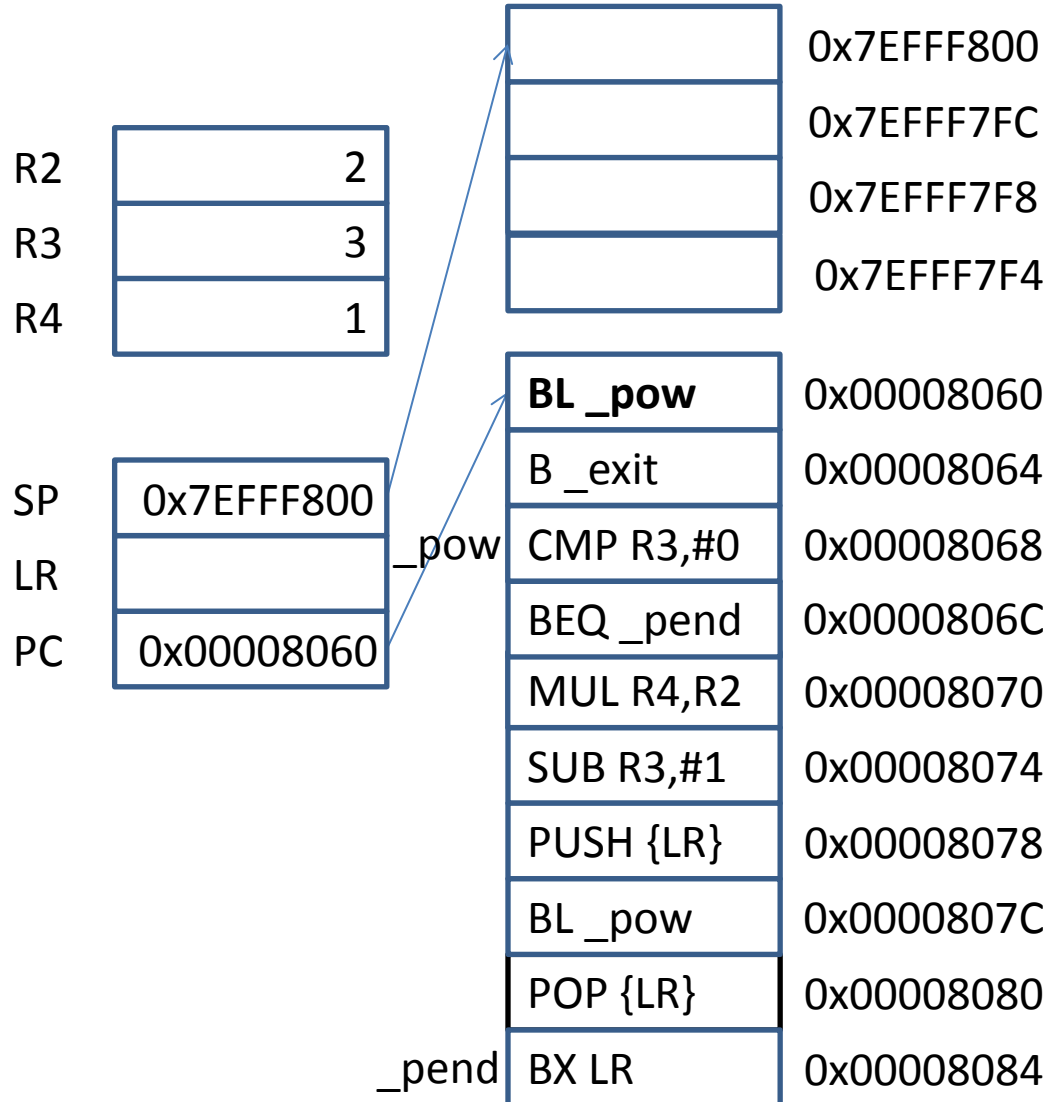 0x7EFFF800
0x7EFFF7FC
R2 2
0x7EFFF7F8
R3 3
0x7EFFF7F4
R4 1
BL _pow 0x00008060
B _exit 0x00008064
SP 0x7EFFF800
_pow CMP R3,#0 0x00008068
LR
BEQ _pend 0x0000806C
PC 0x00008060
MUL R4,R2 0x00008070
SUB R3,#1 0x00008074
PUSH {LR} 0x00008078
BL _pow 0x0000807C
POP {LR} 0x00008080
_pend BX LR 0x00008084